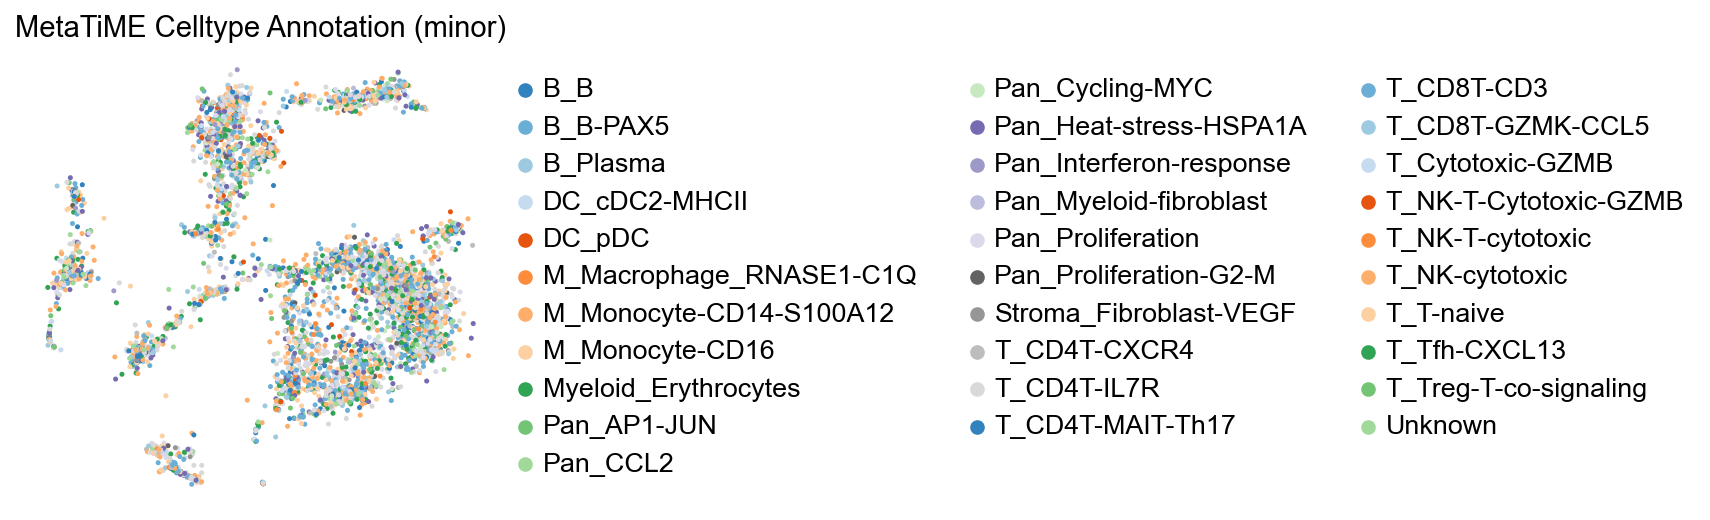 MetaTiME Celltype Annotation (minor)
B_B
B_B-PAX5
B_Plasma
DC_cDC2-MHCII
DC_pDC
M_Macrophage_RNASE1-C1Q
M_Monocyte-CD14-S100A12
M_Monocyte-CD16
Myeloid_Erythrocytes
Pan_AP1-JUN
Pan_CCL2
Pan_Cycling-MYC
Pan_Heat-stress-HSPA1A
Pan_Interferon-response
Pan_Myeloid-fibroblast
Pan_Proliferation
Pan_Proliferation-G2-M
Stroma_Fibroblast-VEGF
T_CD4T-CXCR4
T_CD4T-IL7R
T_CD4T-MAIT-Th17
T_CD8T-CD3
T_CD8T-GZMK-CCL5
T_Cytotoxic-GZMB
T_NK-T-Cytotoxic-GZMB
T_NK-T-cytotoxic
T_NK-cytotoxic
T_T-naive
T_Tfh-CXCL13
T_Treg-T-co-signaling
Unknown